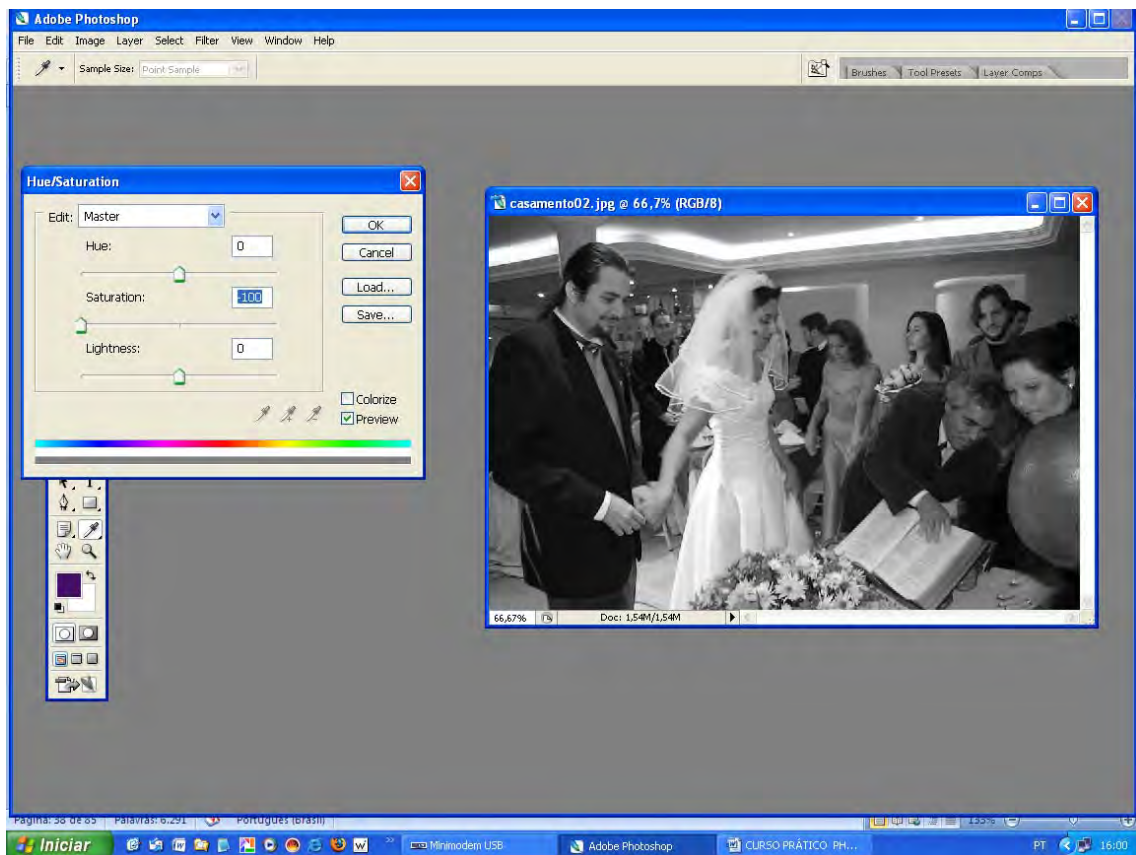 Adobe Photoshop
File Edit Image Layer Select Filter View Window Help
Sample Size: Point Sample
Brushes Tool Presets Layer Comps
Hue/Saturation
Edit: Master
Hue: 0
Saturation: -100
Lightness: 0
OK
Cancel
Load...
Save...
Colorize
Preview
casamento02.jpg @ 66,7% (RGB/8)
66,67% Doc: 1,54M/1,54M
Página: 38 de 85 Palavras: 6.291 Português (Brasil) 133%
Iniciar Minimodem USB Adobe Photoshop CURSO PRÁTICO PH... PT 16:00